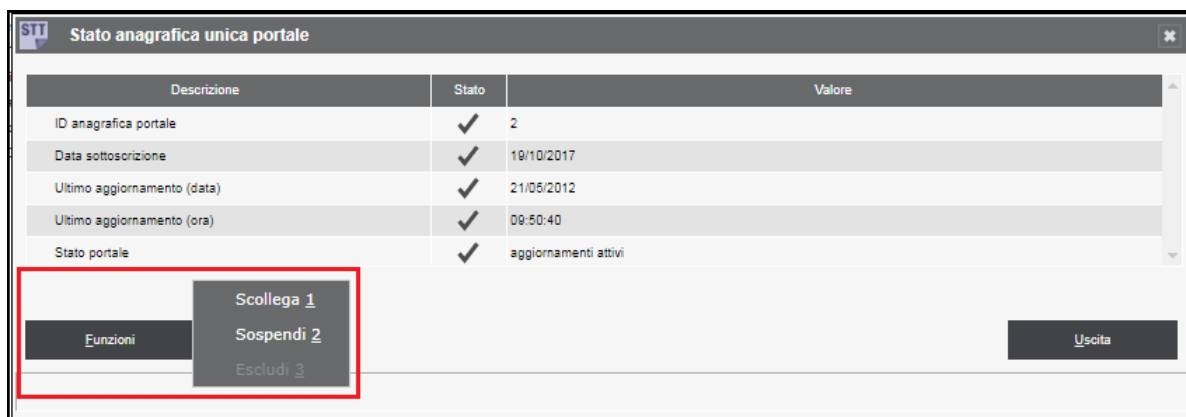 STT Stato anagrafica unica portale
Descrizione Stato Valore
ID anagrafica portale 2
Data sottoscrizione 19/10/2017
Ultimo aggiornamento (data) 21/05/2012
Ultimo aggiornamento (ora) 09:50:40
Stato portale aggiornamenti attivi
Scollega 1
Sospendi 2
Escludi 3
Funzioni
Uscita